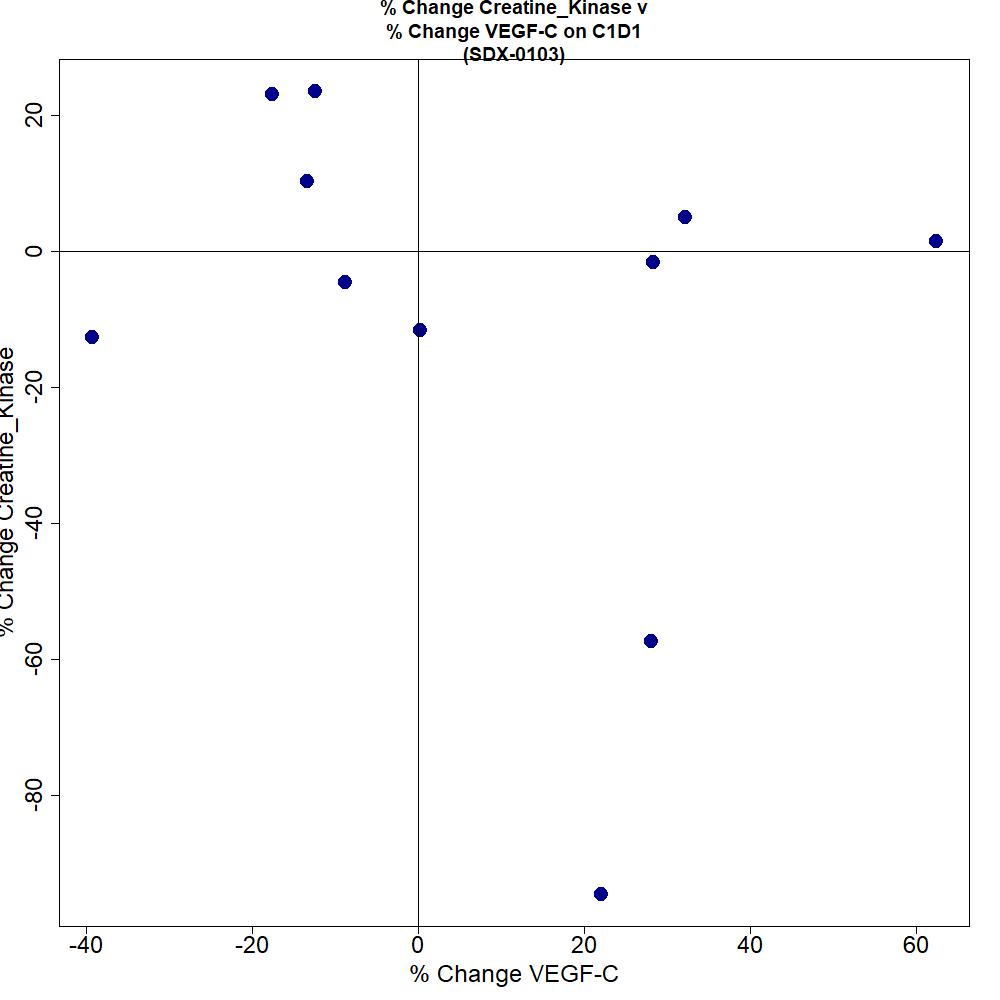 % Change Creatine_Kinase v
% Change VEGF-C on C1D1
(SDX-0103)
% Change Creatine_Kinase
20
0
-20
-40
-60
-80
-40
-20
0
20
40
60
% Change VEGF-C